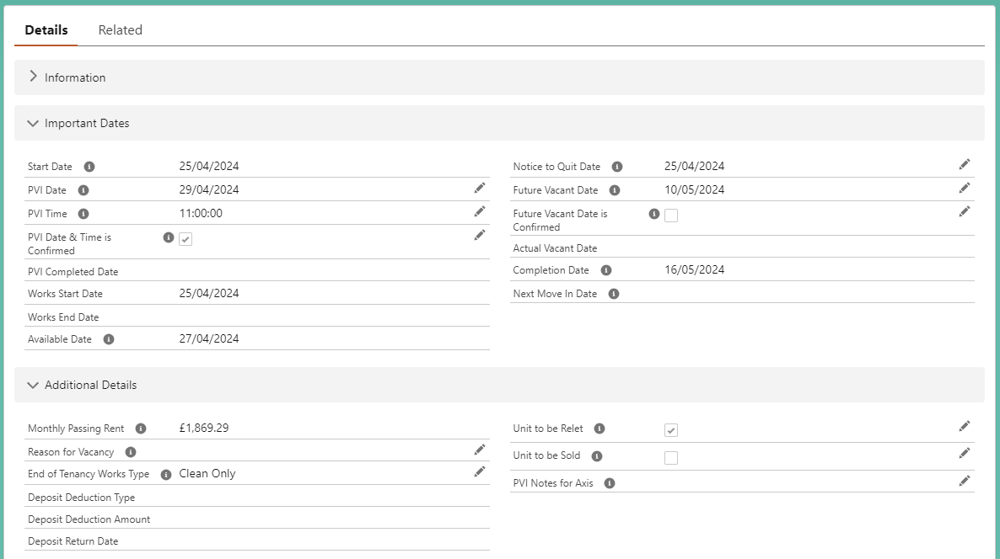 Details Related
Information
Important Dates
Start Date 25/04/2024
PVI Date 29/04/2024
PVI Time 11:00:00
PVI Date & Time is
Confirmed
PVI Completed Date
Works Start Date 25/04/2024
Works End Date
Available Date 27/04/2024
Notice to Quit Date 25/04/2024
Future Vacant Date 10/05/2024
Future Vacant Date is
Confirmed
Actual Vacant Date
Completion Date 16/05/2024
Next Move In Date
Additional Details
Monthly Passing Rent £1,869.29
Reason for Vacancy
End of Tenancy Works Type Clean Only
Deposit Deduction Type
Deposit Deduction Amount
Deposit Return Date
Unit to be Relet
Unit to be Sold
PVI Notes for Axis